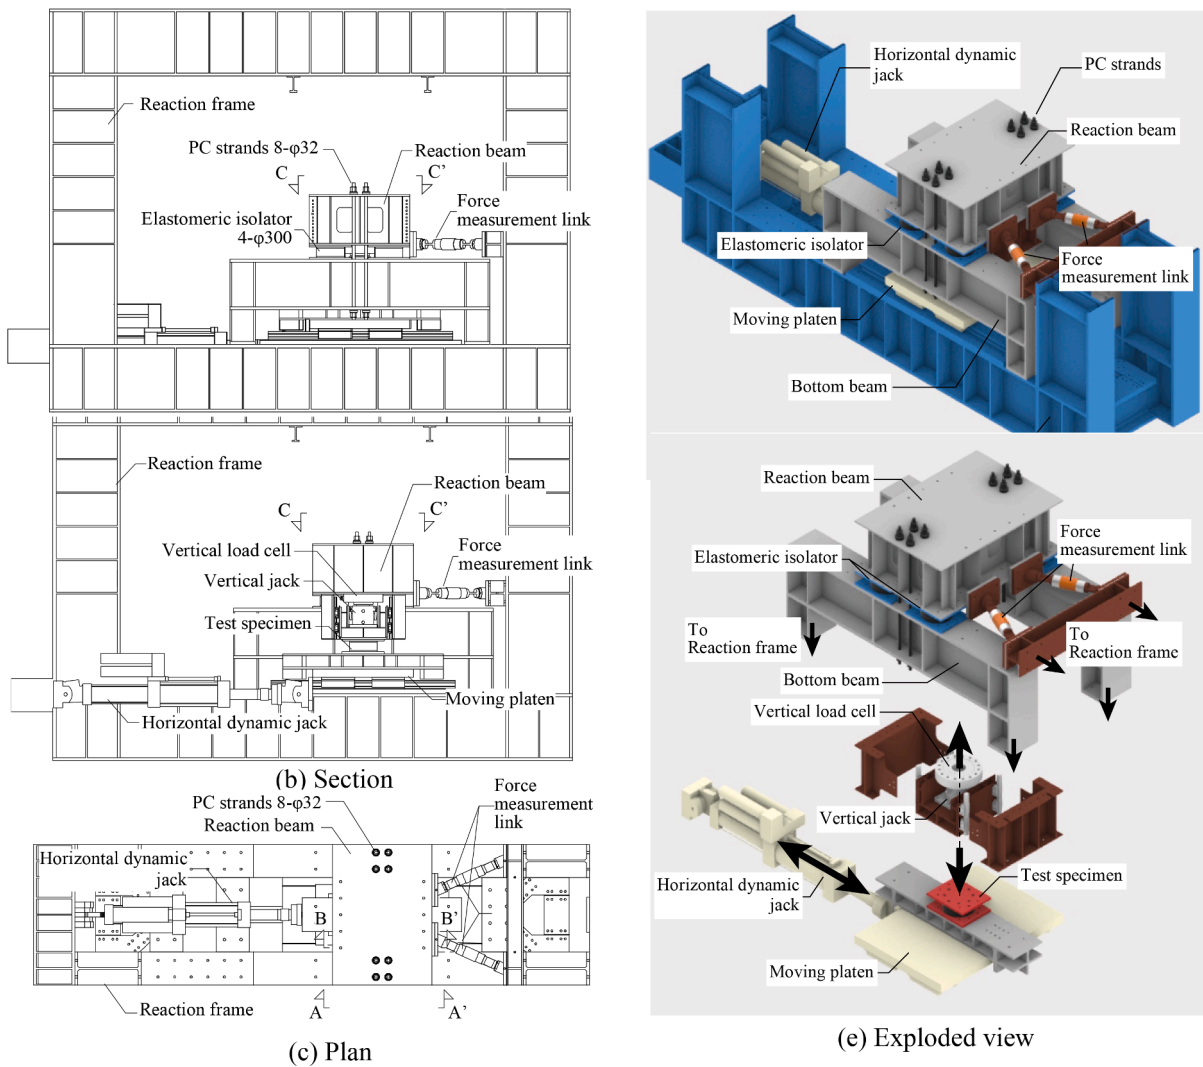 Reaction frame
PC strands 8-φ32
Reaction beam
C
C'
Elastomeric isolator
4-φ300
Force
measurement link
Reaction frame
Reaction beam
C
C'
Vertical load cell
Vertical jack
Test specimen
Force
measurement link
Moving platen
Horizontal dynamic jack
(b) Section
PC strands 8-φ32
Reaction beam
Force
measurement
link
Horizontal dynamic
jack
B
B'
Reaction frame
A
A'
(c) Plan
Horizontal dynamic
jack
PC strands
Reaction beam
Elastomeric isolator
Force
measurement link
Moving platen
Bottom beam
Reaction beam
Force
measurement link
Elastomeric isolator
To
Reaction frame
To
Reaction frame
Bottom beam
Vertical load cell
Vertical jack
Horizontal dynamic
jack
Test specimen
Moving platen
(e) Exploded view